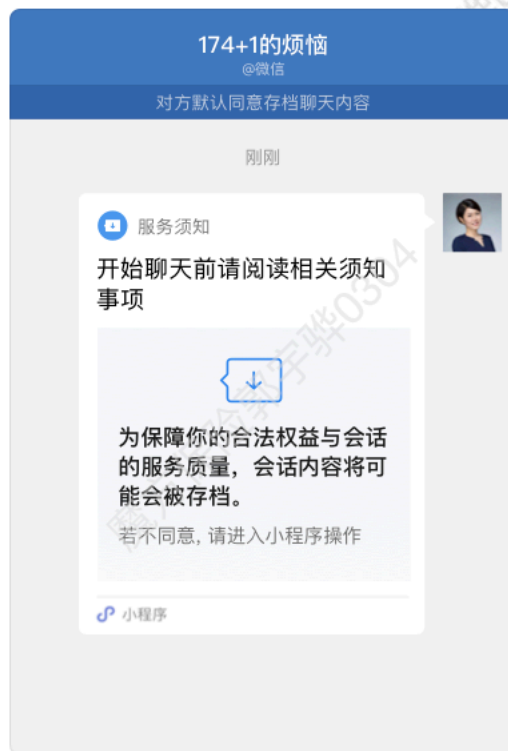 174+1的烦恼
@微信
对方默认同意存档聊天内容
刚刚
服务须知
开始聊天前请阅读相关须知
事项
为保障你的合法权益与会话
的服务质量，会话内容将可
能会被存档。
若不同意, 请进入小程序操作
小程序